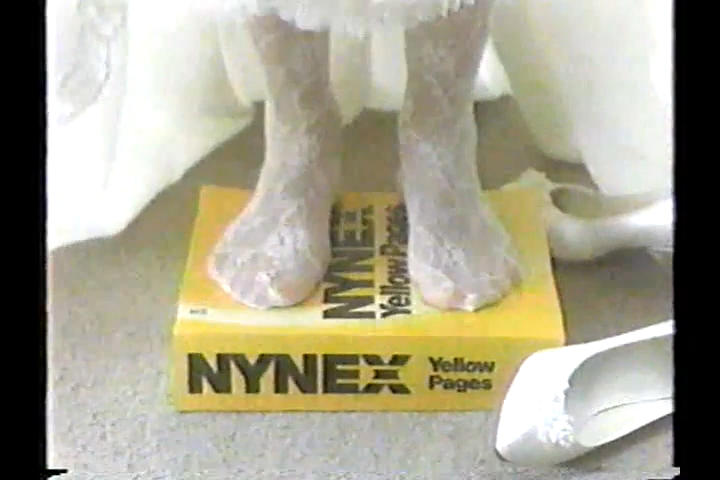 NYNEX
Yellow Pages
NYNEX
Yellow
Pages